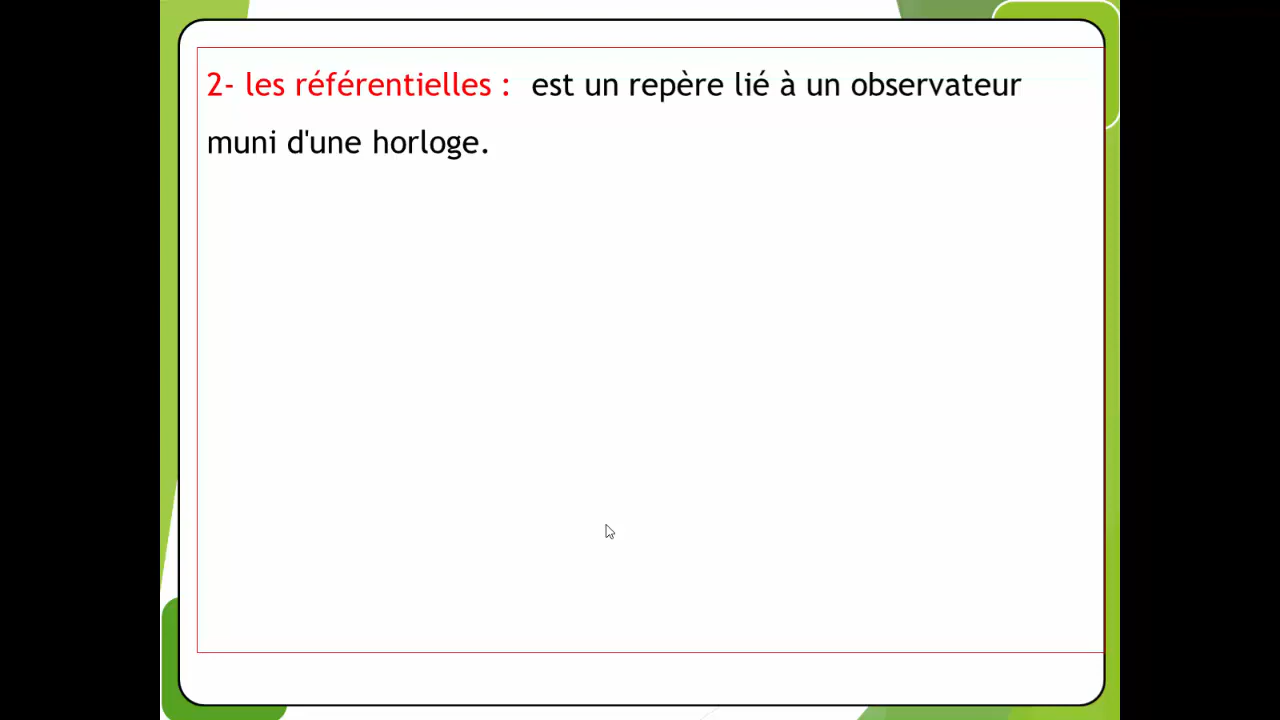 2- les référentielles : est un repère lié à un observateur
muni d'une horloge.